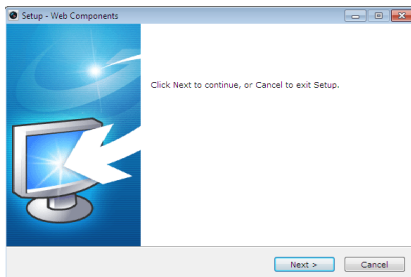 Setup - Web Components
Click Next to continue, or Cancel to exit Setup.
Next >
Cancel